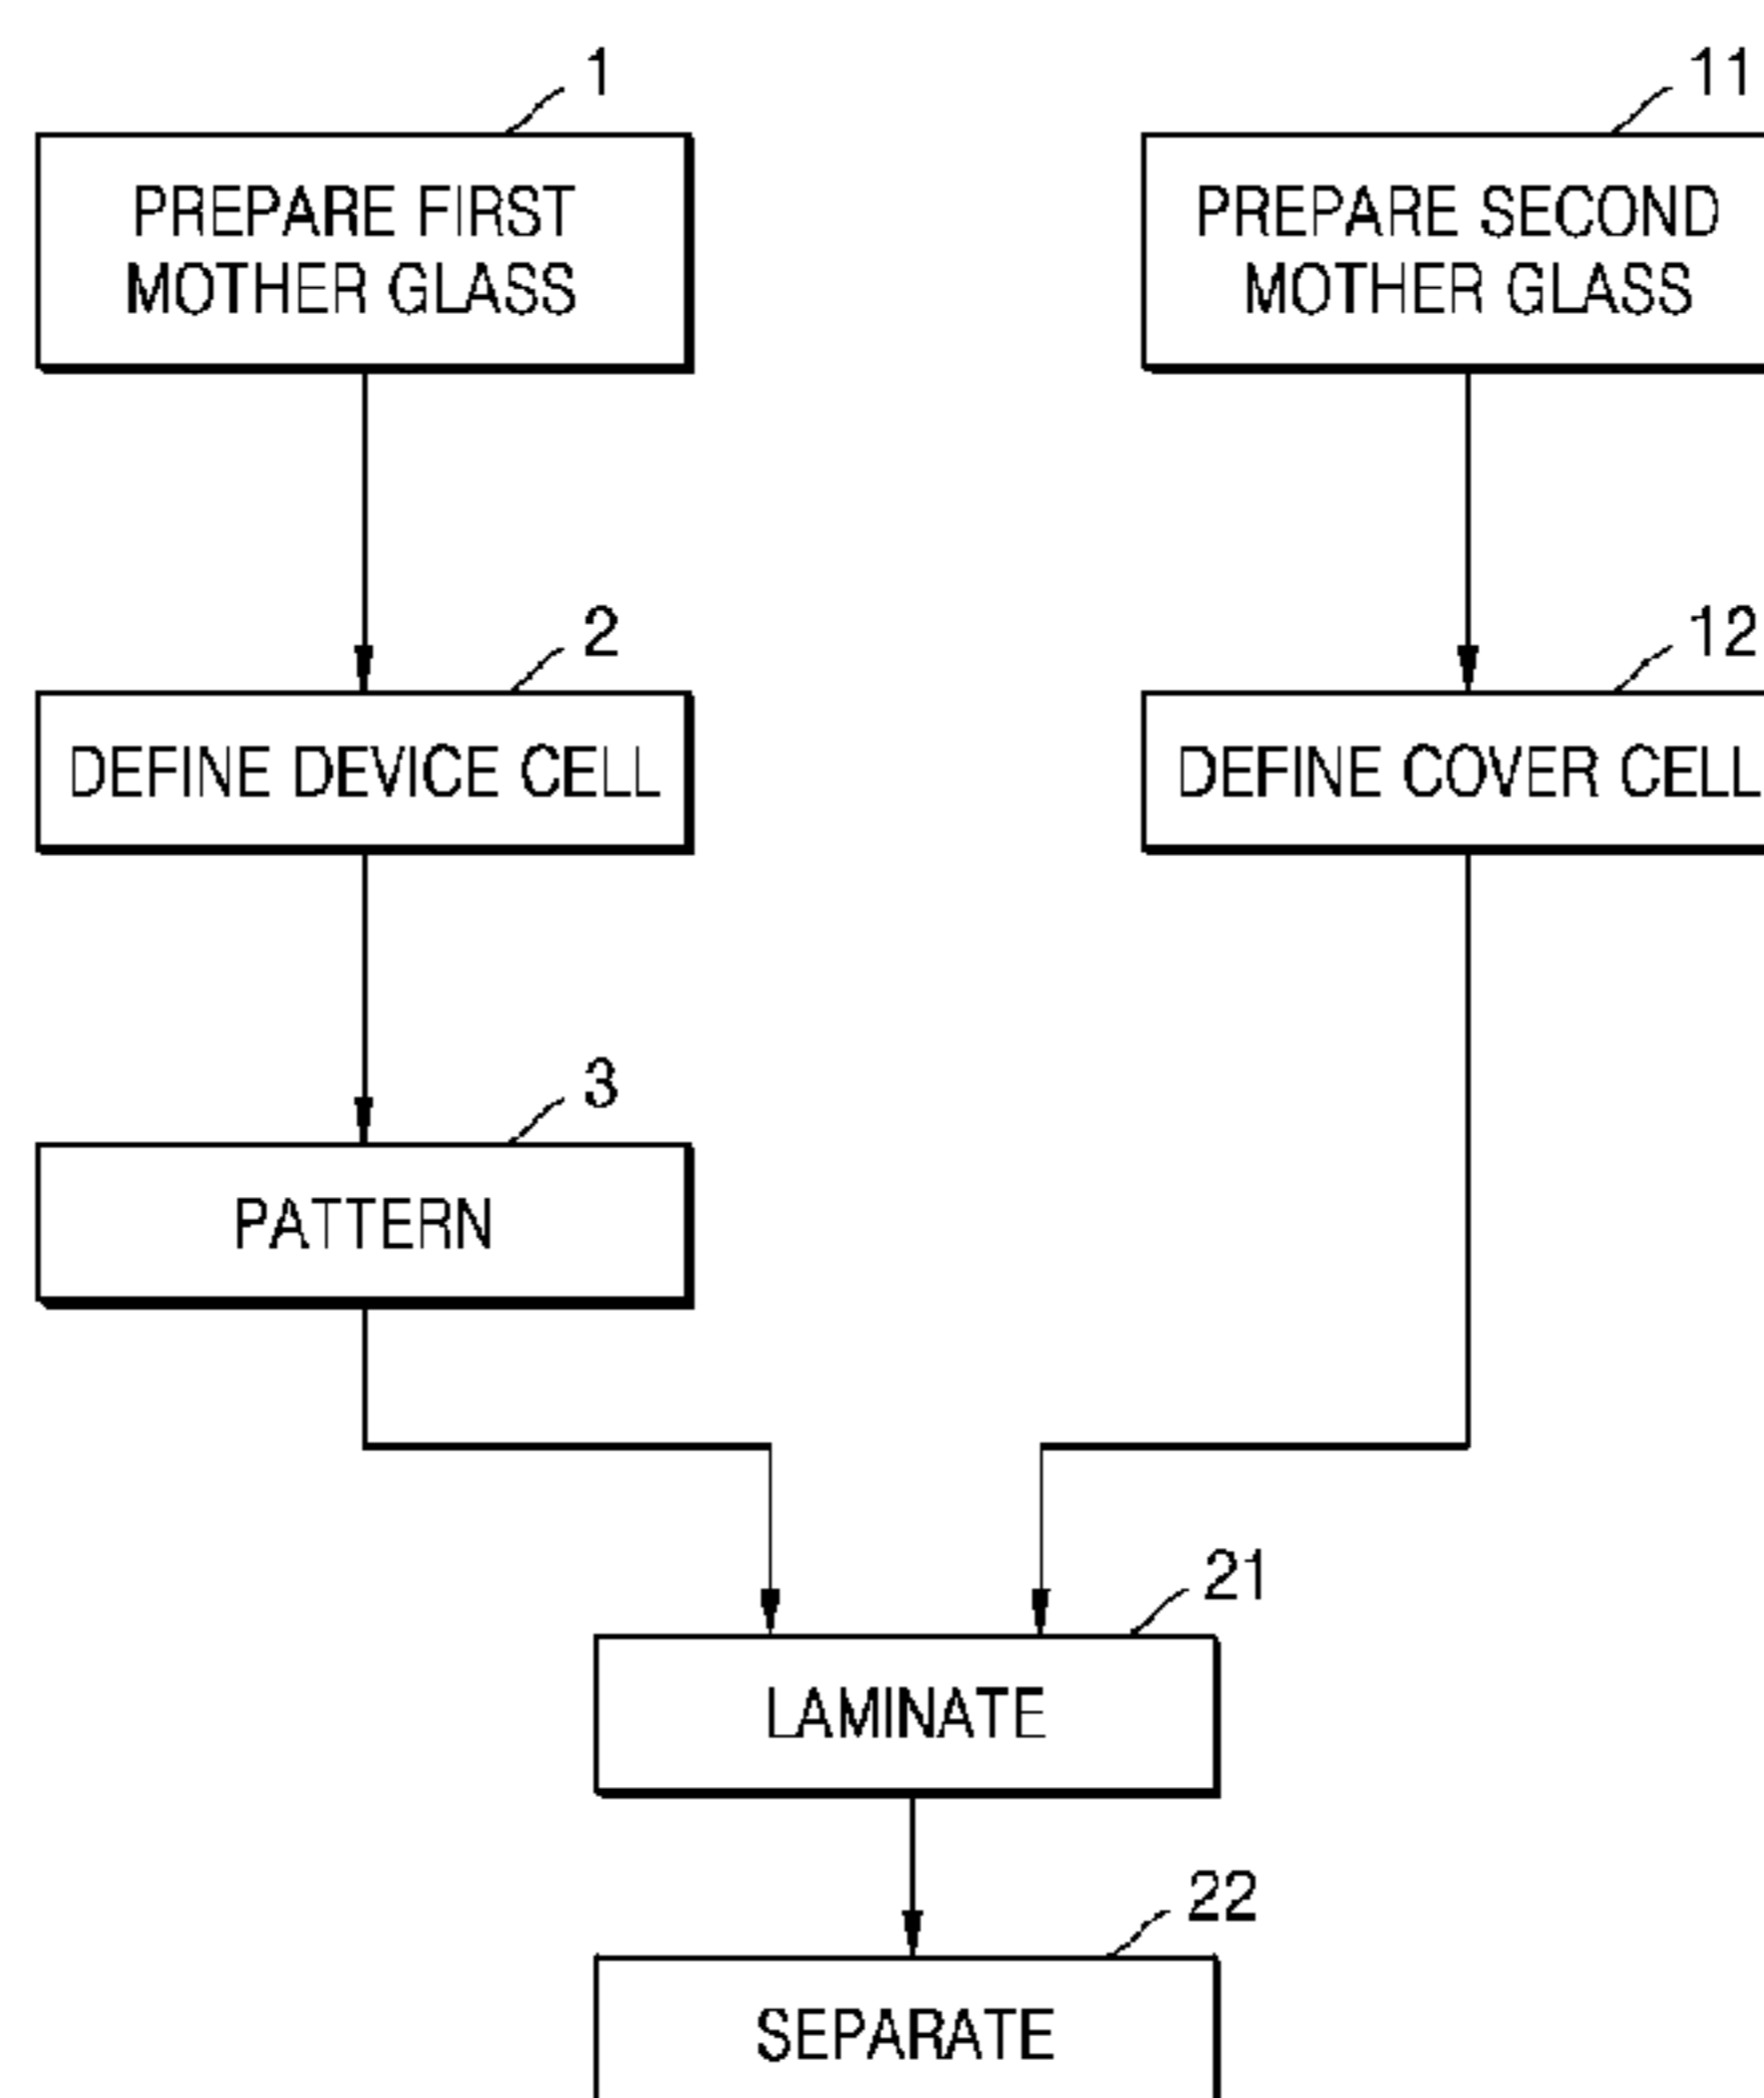 1
PREPARE FIRST
MOTHER GLASS
11
PREPARE SECOND
MOTHER GLASS
2
DEFINE DEVICE CELL
12
DEFINE COVER CELL
3
PATTERN
21
LAMINATE
22
SEPARATE